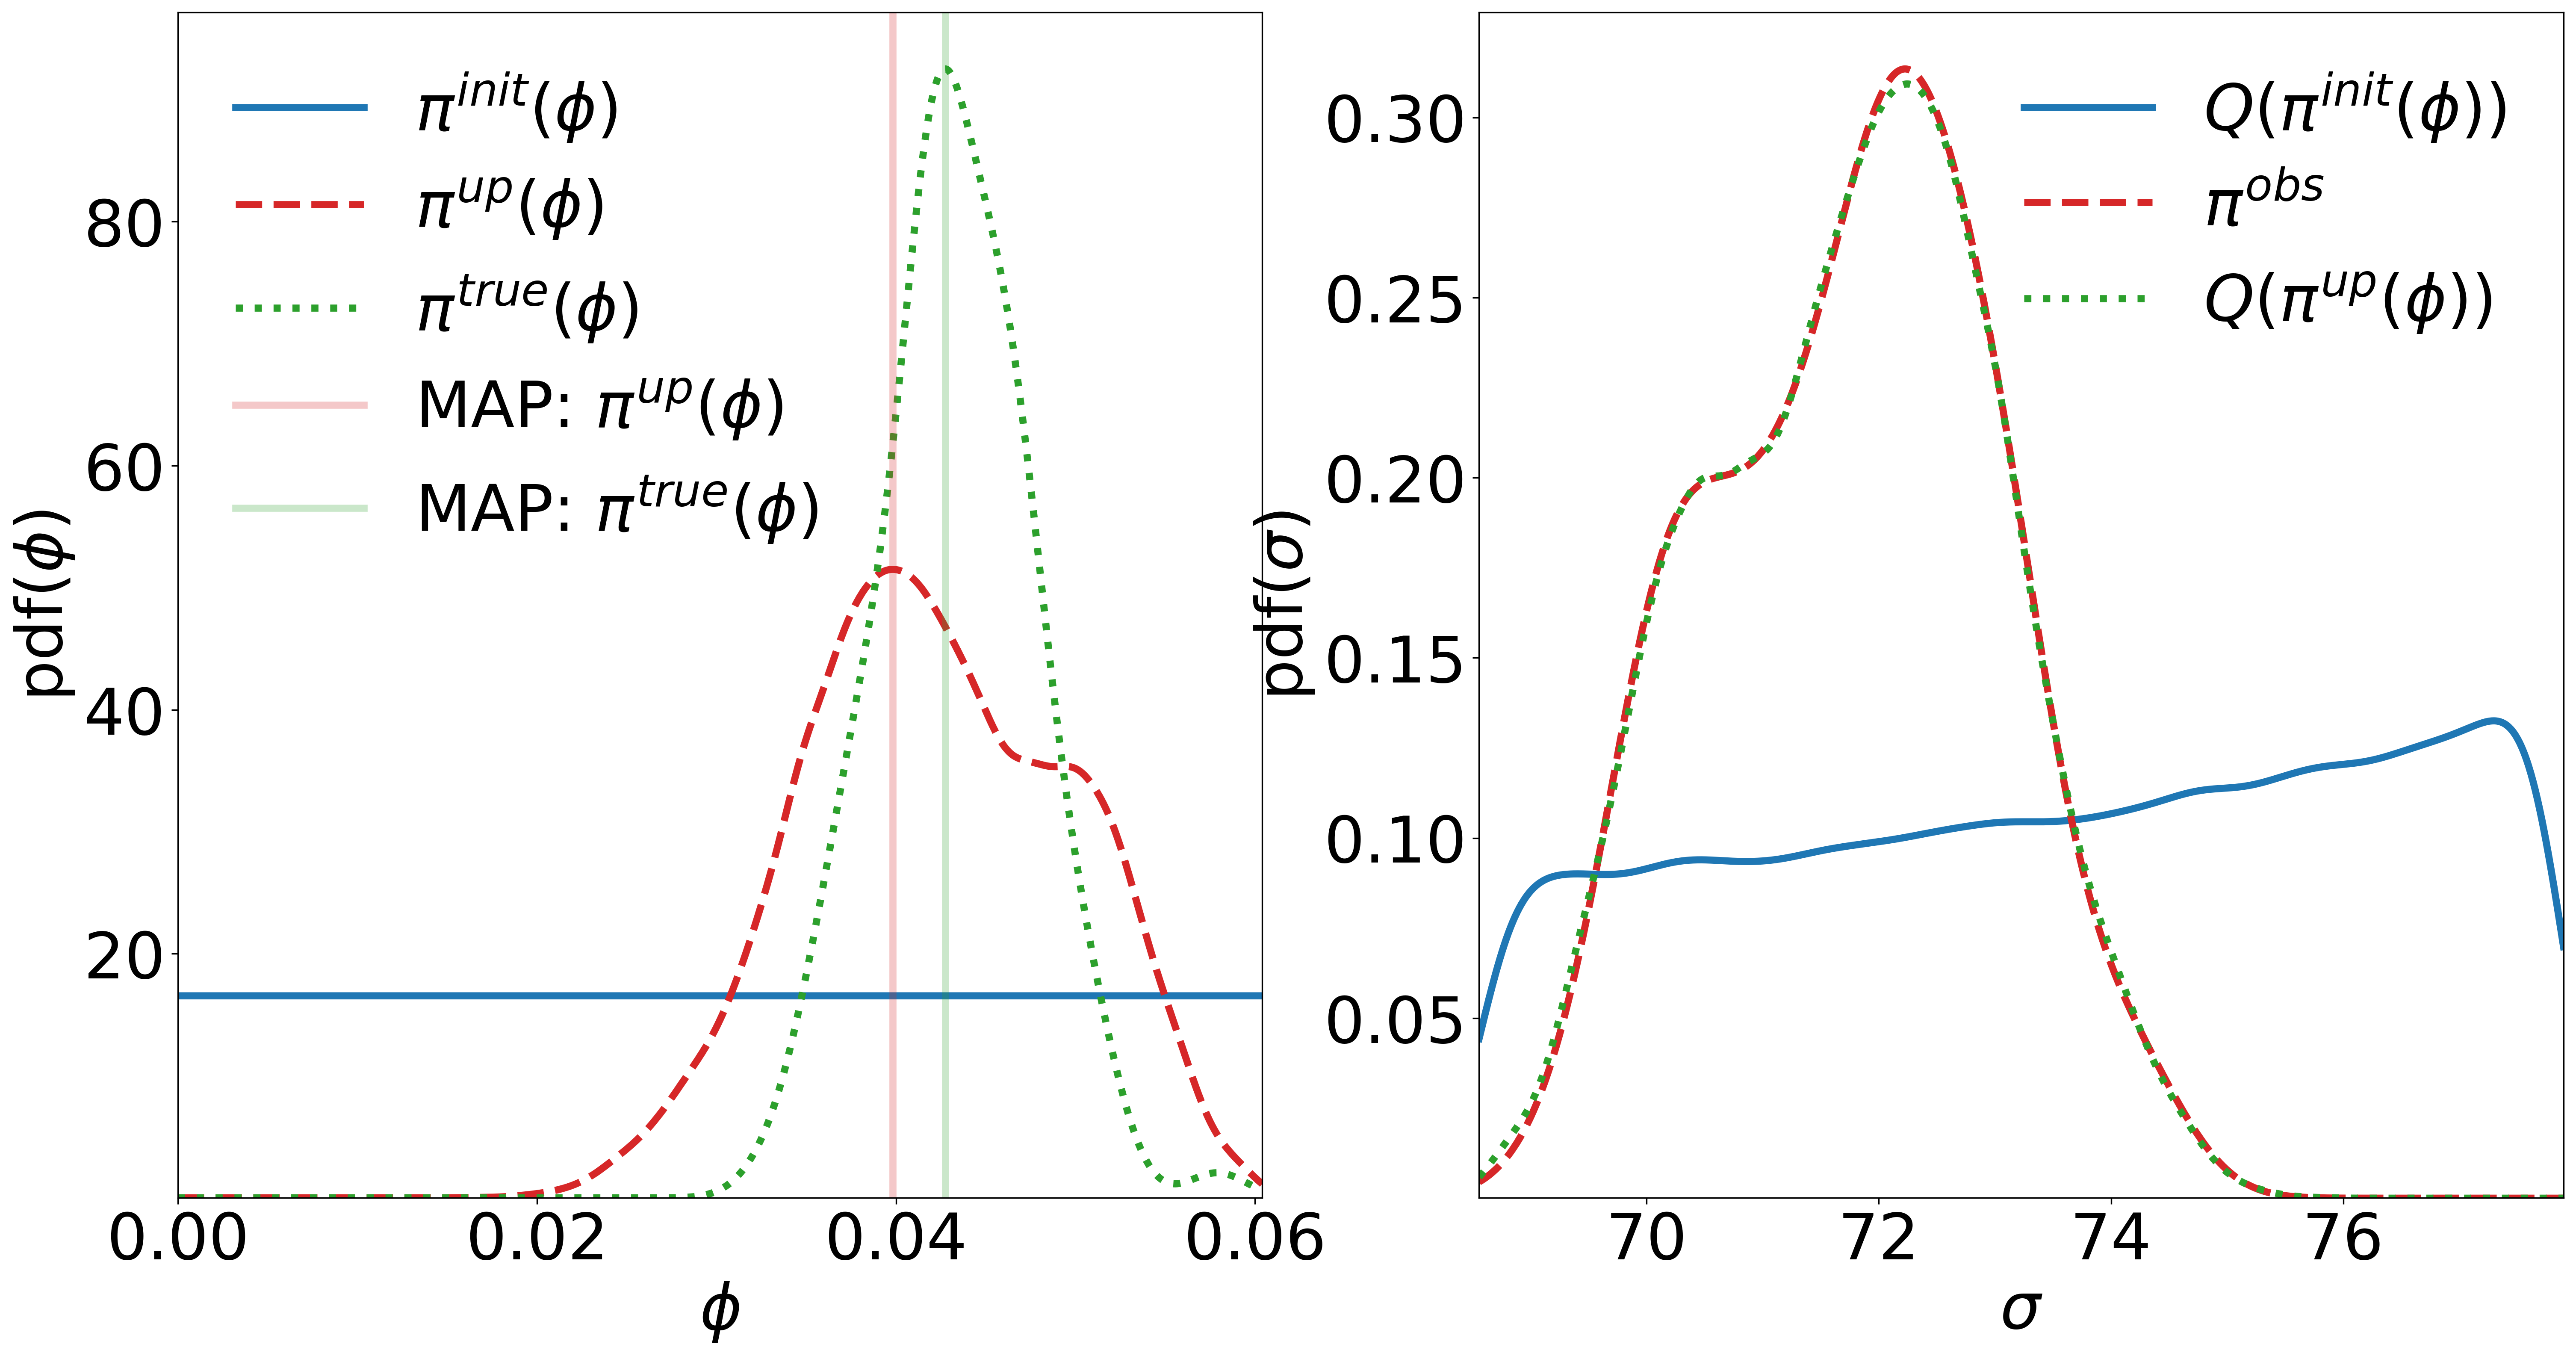 π^{init}(ϕ)
π^{up}(ϕ)
π^{true}(ϕ)
MAP: π^{up}(ϕ)
MAP: π^{true}(ϕ)
pdf(ϕ)
80
60
40
20
0.00 0.02 0.04 0.06
ϕ
Q(π^{init}(ϕ))
π^{obs}
Q(π^{up}(ϕ))
pdf(σ)
0.30
0.25
0.20
0.15
0.10
0.05
70 72 74 76
σ